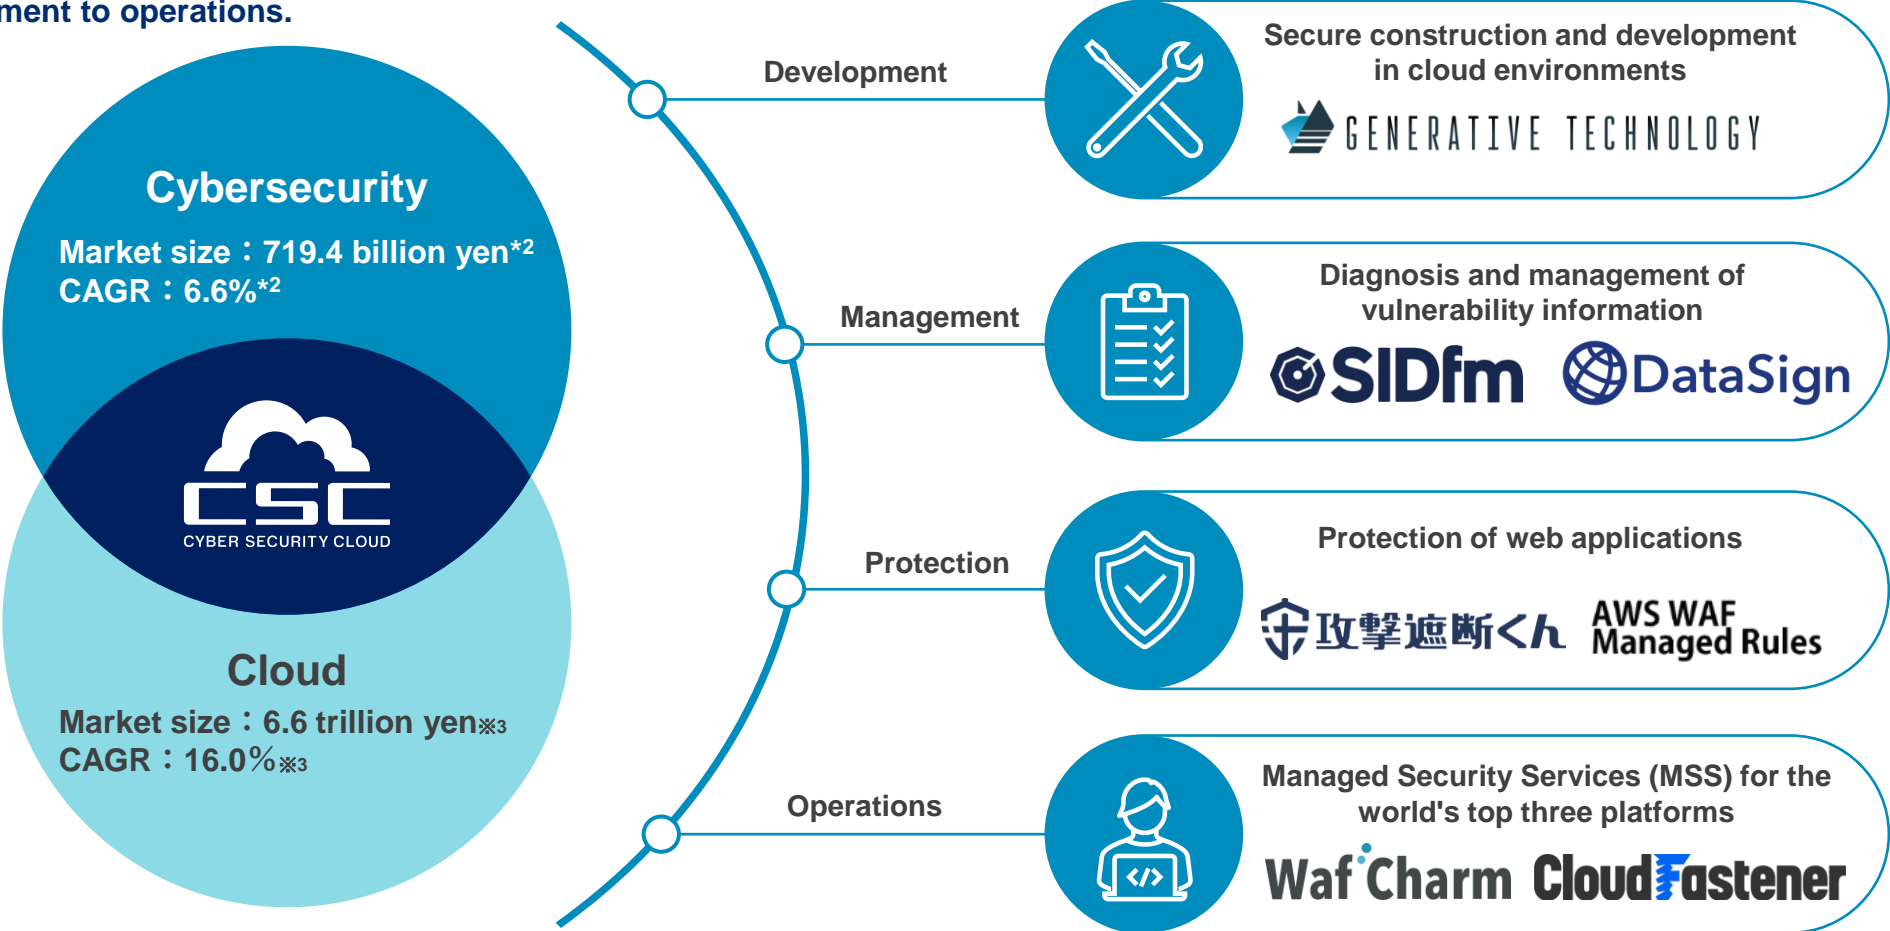 ment to operations.
Cybersecurity
Market size：719.4 billion yen*2
CAGR：6.6%*2
CSC
CYBER SECURITY CLOUD
Cloud
Market size：6.6 trillion yen※3
CAGR：16.0%※3
Development
Secure construction and development
in cloud environments
GENERATIVE TECHNOLOGY
Management
Diagnosis and management of
vulnerability information
SIDfm
DataSign
Protection
Protection of web applications
攻撃遮断くん
AWS WAF
Managed Rules
Operations
Managed Security Services (MSS) for the
world's top three platforms
</>
WafCharm
CloudFastener